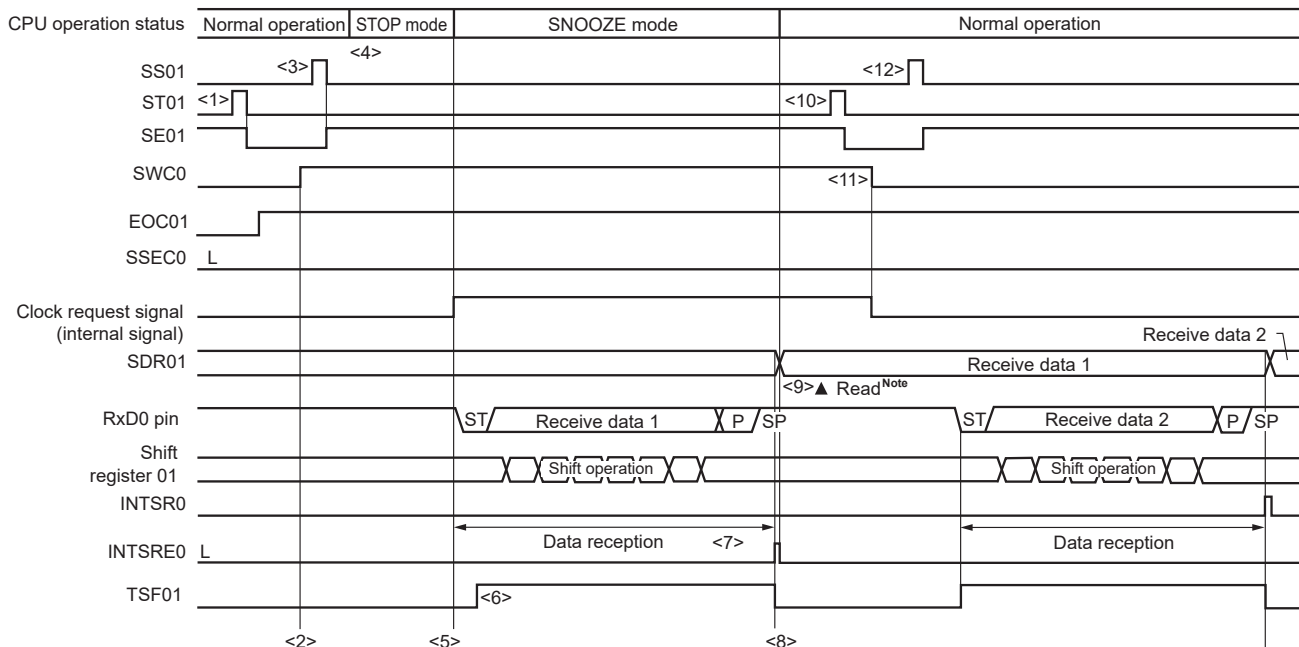 CPU operation status Normal operation STOP mode SNOOZE mode Normal operation
<4>
SS01 <3> <12>
ST01 <1> <10>
SE01
SWC0 <11>
EOC01
SSEC0 L
Clock request signal
(internal signal)
Receive data 2
SDR01 Receive data 1
<9>▲ Read Note
RxD0 pin ST Receive data 1 P SP ST Receive data 2 P SP
Shift
register 01 Shift operation Shift operation
INTSR0
Data reception <7> Data reception
INTSRE0 L
TSF01 <6>
<2> <5> <8>